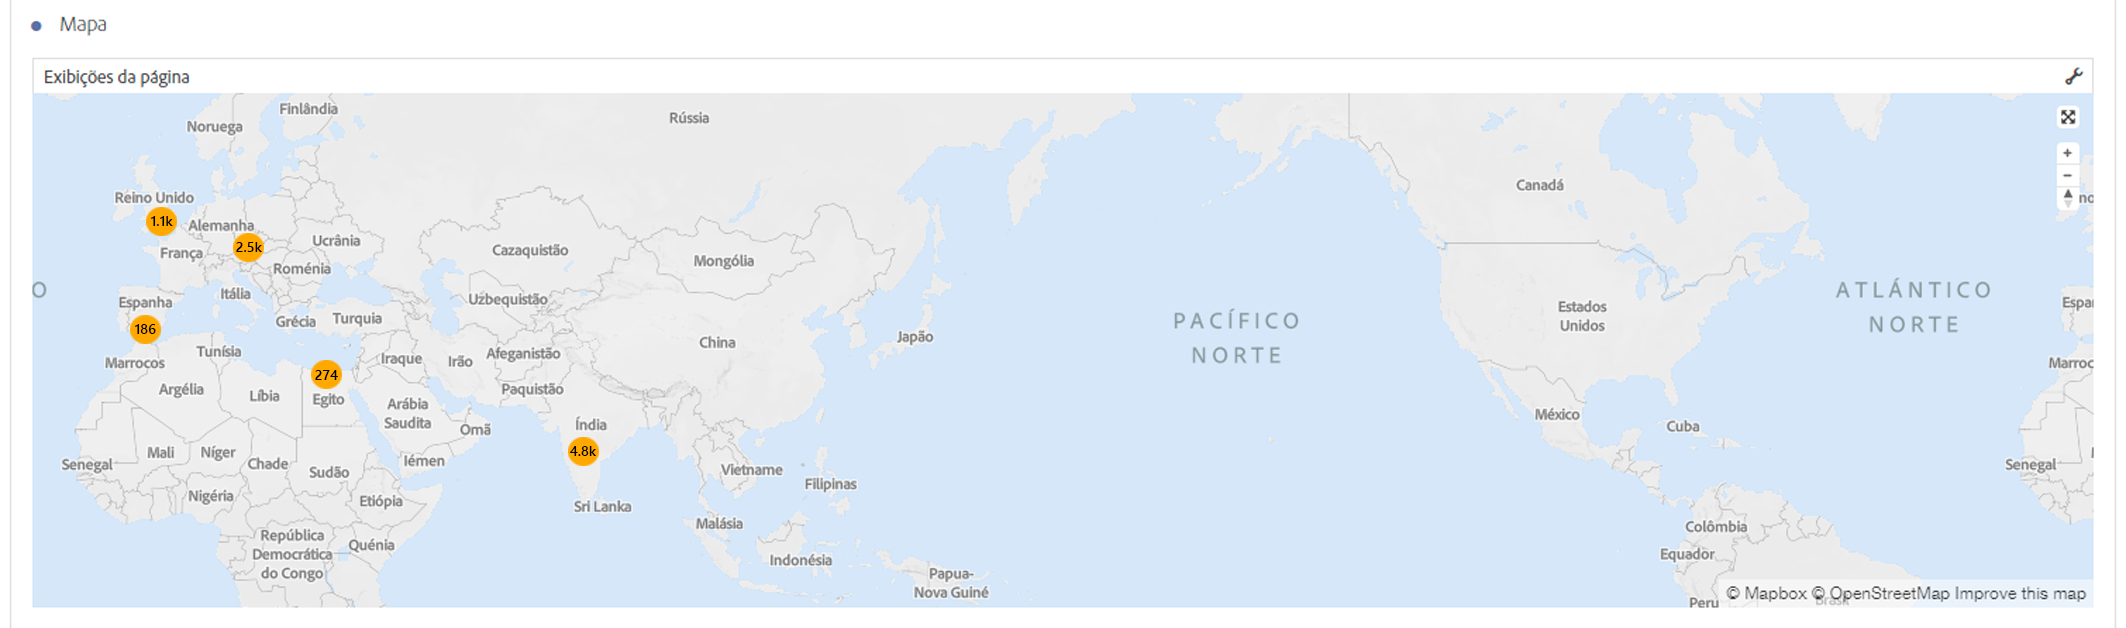 Mapa
Exibições da página
Finlândia
Noruega
Rússia
Canadá
Reino Unido
1.1k
Alemanha
2.5k
França
Ucrânia
Cazaquistão
Mongólia
Roménia
O
Itália
Espanha
Uzbequistão
Grécia
Turquia
186
Estados
Unidos
PACÍFICO
NORTE
ATLÁNTICO
NORTE
Espar
Japão
China
Tunísia
Marrocos
Iraque
Irão
Afeganistão
Marroc
274
Argélia
Líbia
Egito
Paquistão
Arábia
Saudita
Omã
Índia
4.8k
México
Cuba
Mali
Níger
Chade
Senegal
Sudão
Iémen
Vietname
Filipinas
Senegal
Nigéria
Etiópia
Sri Lanka
Malásia
Colômbia
República
Democrática
do Congo
Quénia
Indonésia
Equador
Papua-
Nova Guiné
Peru
Brasil
© Mapbox © OpenStreetMap Improve this map